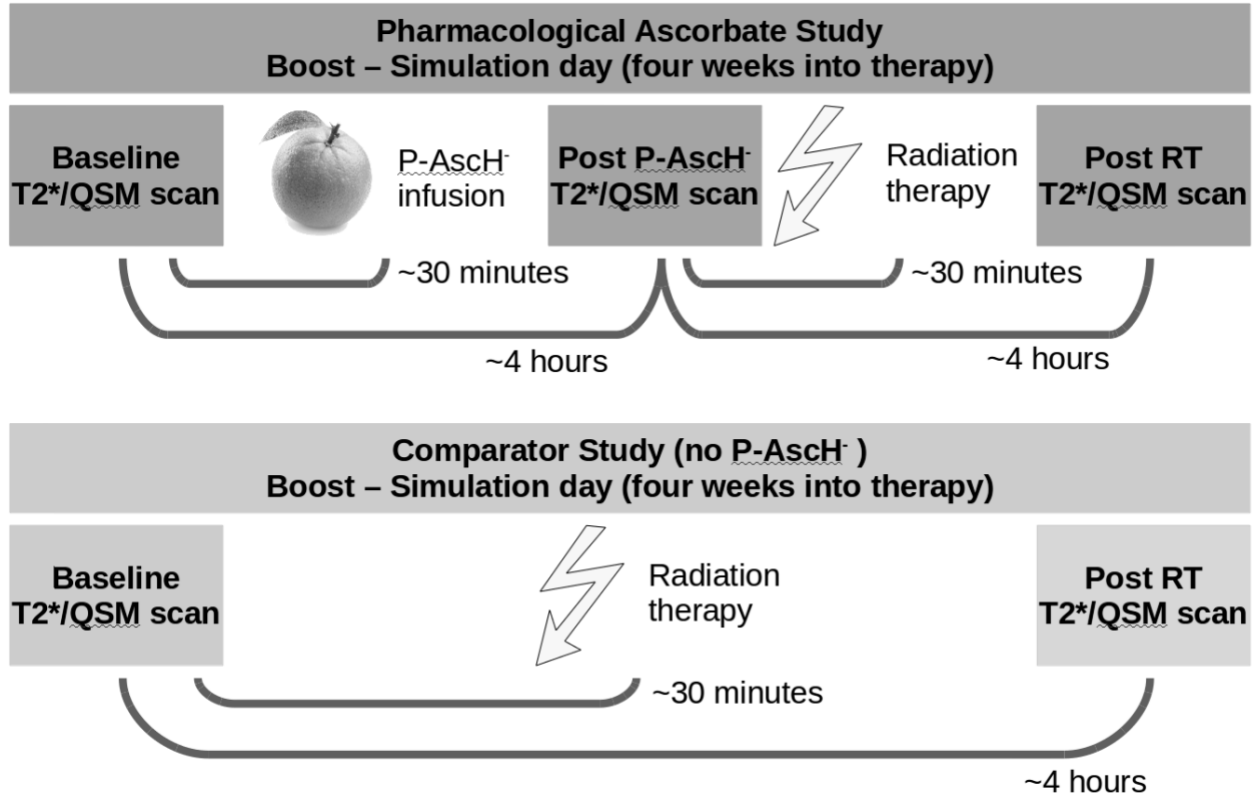 Pharmacological Ascorbate Study
Boost – Simulation day (four weeks into therapy)
Baseline
T2*/QSM scan
P-AscH-
infusion
Post P-AscH-
T2*/QSM scan
Radiation
therapy
Post RT
T2*/QSM scan
~30 minutes
~30 minutes
~4 hours
~4 hours
Comparator Study (no P-AscH- )
Boost – Simulation day (four weeks into therapy)
Baseline
T2*/QSM scan
Radiation
therapy
Post RT
T2*/QSM scan
~30 minutes
~4 hours